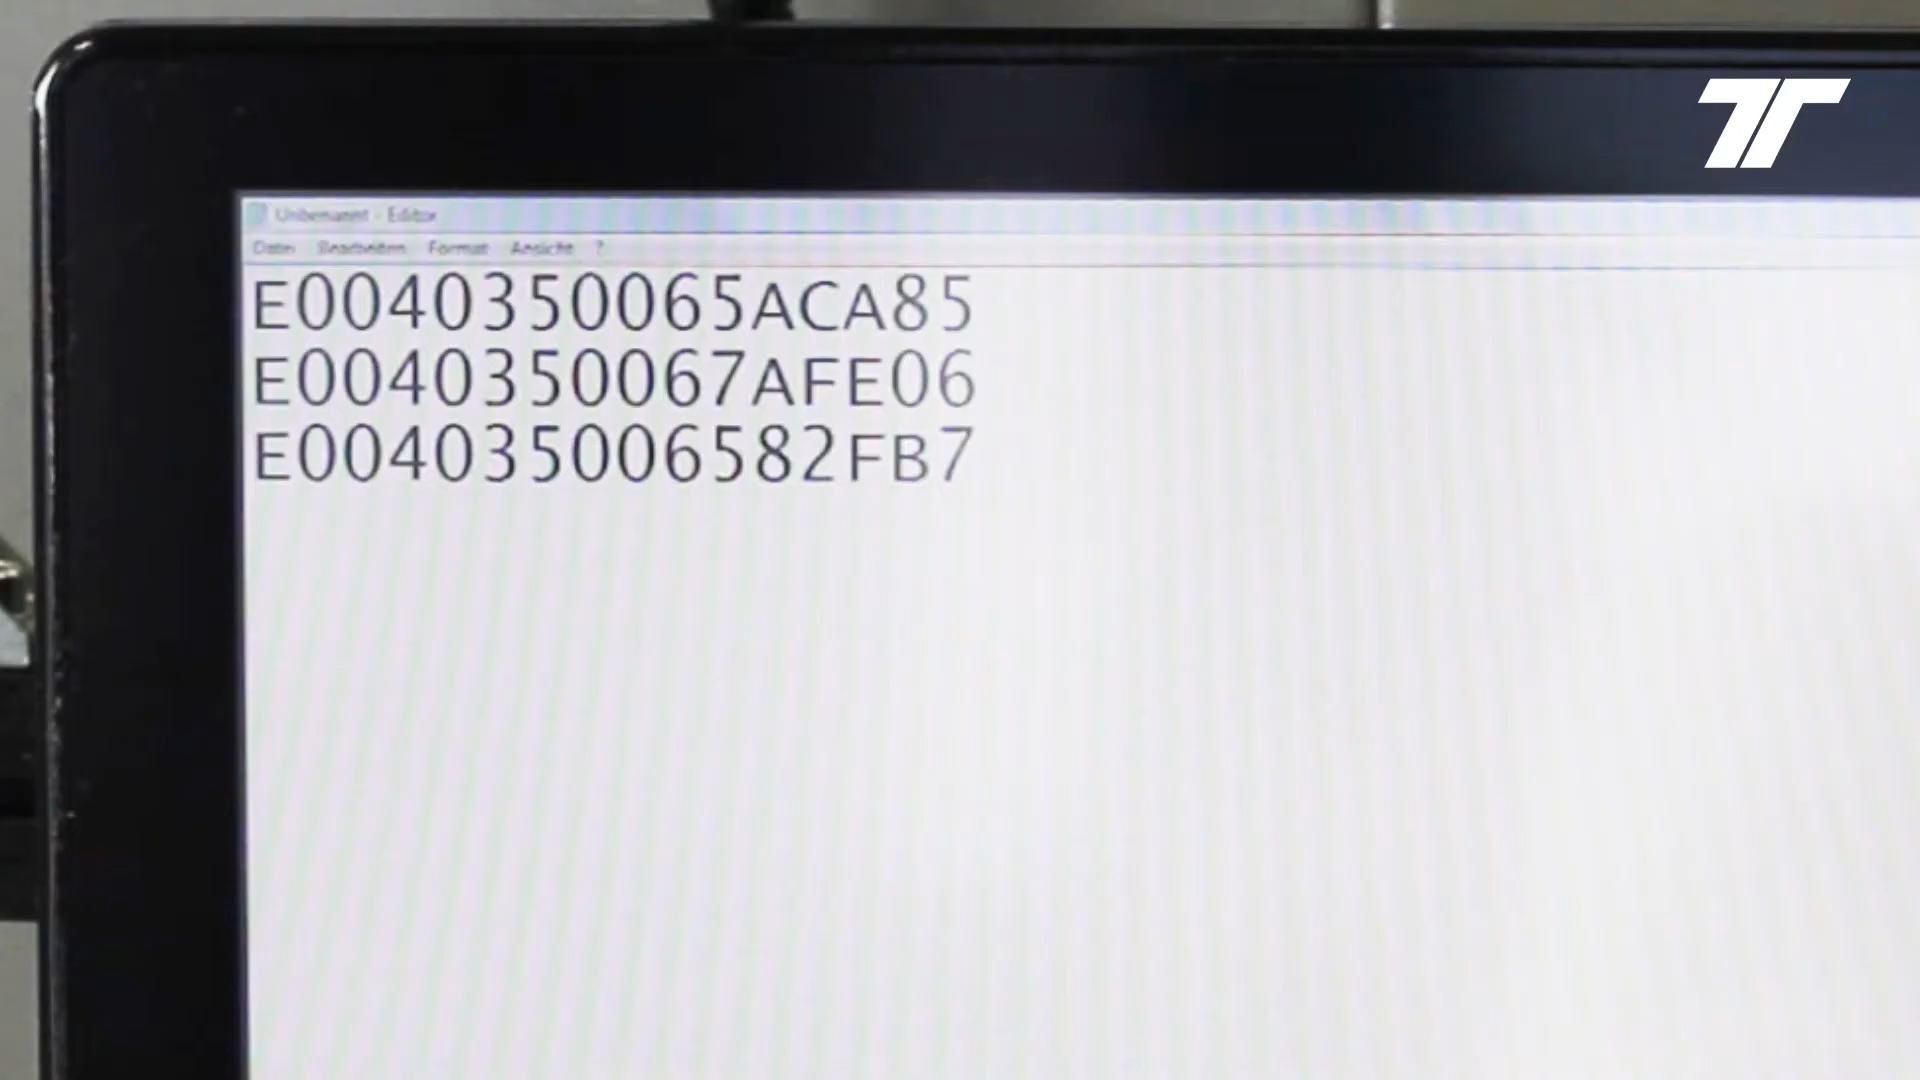 Unbenannt - Editor
Datei Bearbeiten Format Ansicht ?
E0040350065ACA85
E0040350067AFE06
E004035006582FB7